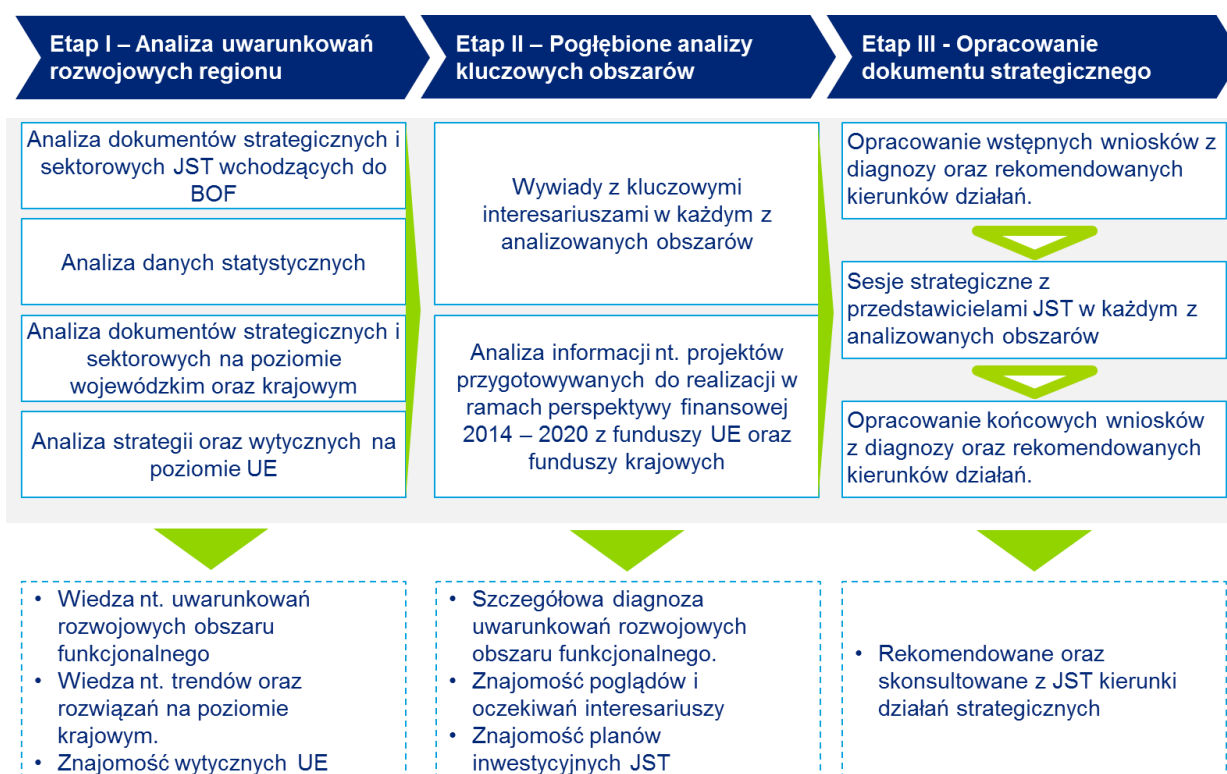 Etap I – Analiza uwarunkowań
rozwojowych regionu
Etap II – Pogłębione analizy
kluczowych obszarów
Etap III - Opracowanie
dokumentu strategicznego
Analiza dokumentów strategicznych i
sektorowych JST wchodzących do
BOF
Analiza danych statystycznych
Analiza dokumentów strategicznych i
sektorowych na poziomie
wojewódzkim oraz krajowym
Analiza strategii oraz wytycznych na
poziomie UE
Wywiady z kluczowymi
interesariuszami w każdym z
analizowanych obszarów
Analiza informacji nt. projektów
przygotowywanych do realizacji w
ramach perspektywy finansowej
2014 – 2020 z funduszy UE oraz
funduszy krajowych
Opracowanie wstępnych wniosków z
diagnozy oraz rekomendowanych
kierunków działań.
Sesje strategiczne z
przedstawicielami JST w każdym z
analizowanych obszarów
Opracowanie końcowych wniosków
z diagnozy oraz rekomendowanych
kierunków działań.
• Wiedza nt. uwarunkowań
rozwojowych obszaru
funkcjonalnego
• Wiedza nt. trendów oraz
rozwiązań na poziomie
krajowym.
• Znajomość wytycznych UE
• Szczegółowa diagnoza
uwarunkowań rozwojowych
obszaru funkcjonalnego.
• Znajomość poglądów i
oczekiwań interesariuszy
• Znajomość planów
inwestycyjnych JST
• Rekomendowane oraz
skonsultowane z JST kierunki
działań strategicznych